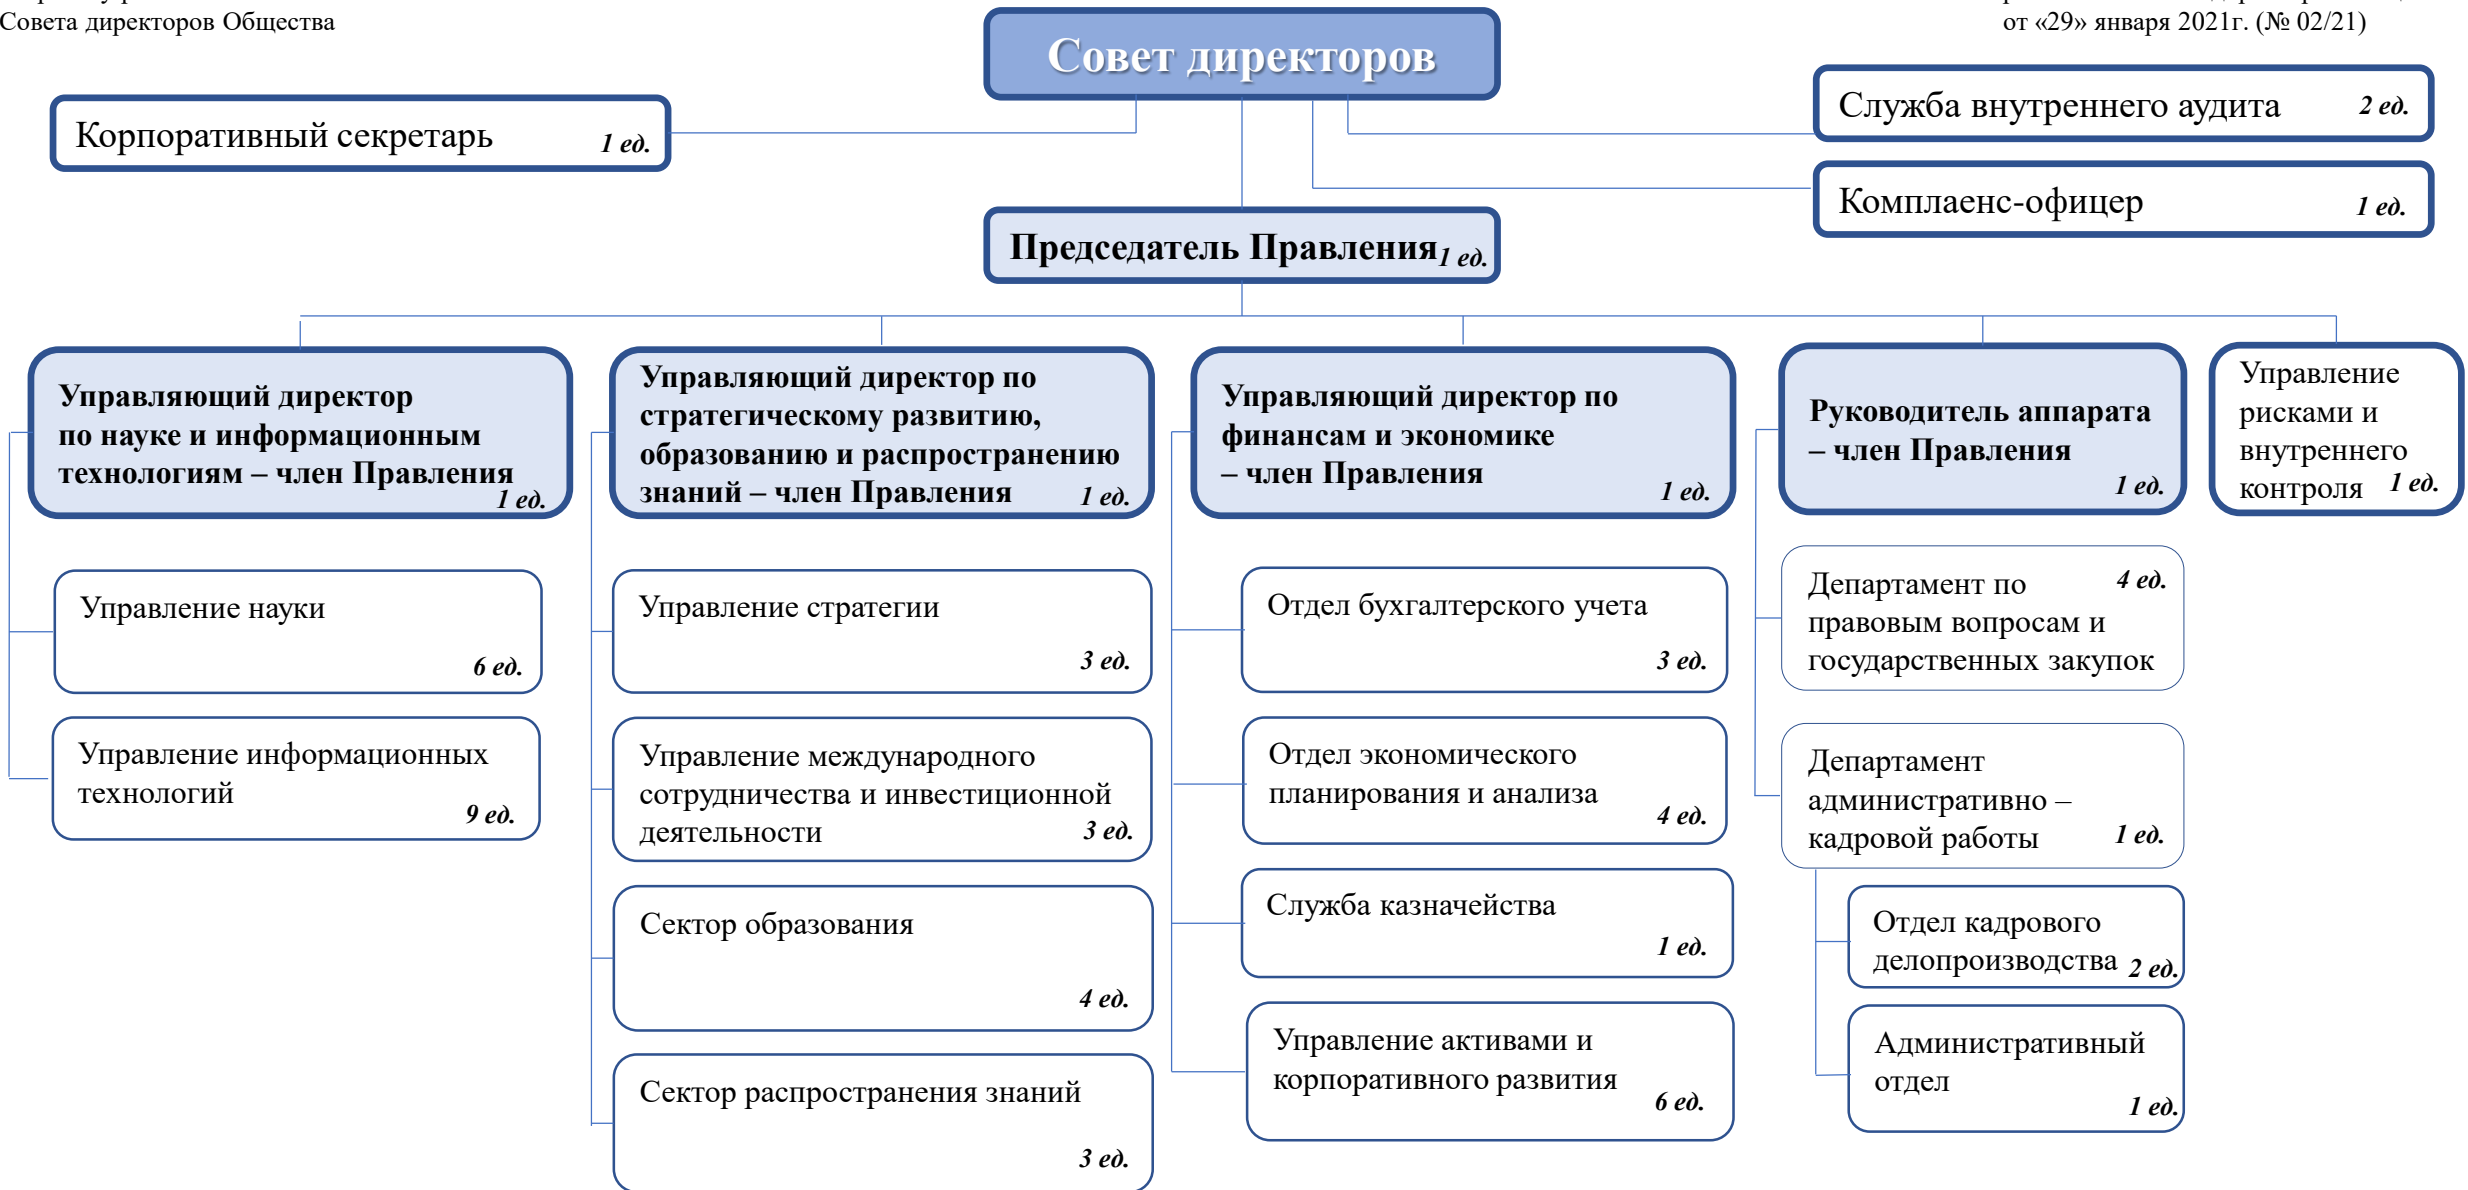 Совета директоров Общества
от «29» января 2021г. (№ 02/21)
Совет директоров
Корпоративный секретарь 1 ед.
Служба внутреннего аудита 2 ед.
Комплаенс-офицер 1 ед.
Председатель Правления 1 ед.
Управляющий директор
по науке и информационным
технологиям – член Правления
1 ед.
Управление науки
6 ед.
Управление информационных
технологий
9 ед.
Управляющий директор по
стратегическому развитию,
образованию и распространению
знаний – член Правления 1 ед.
Управление стратегии
3 ед.
Управление международного
сотрудничества и инвестиционной
деятельности 3 ед.
Сектор образования
4 ед.
Сектор распространения знаний
3 ед.
Управляющий директор по
финансам и экономике
– член Правления
1 ед.
Отдел бухгалтерского учета
3 ед.
Отдел экономического
планирования и анализа
4 ед.
Служба казначейства
1 ед.
Управление активами и
корпоративного развития
6 ед.
Руководитель аппарата
– член Правления
1 ед.
Департамент по 4 ед.
правовым вопросам и
государственных закупок
Департамент
административно –
кадровой работы 1 ед.
Отдел кадрового
делопроизводства 2 ед.
Административный
отдел
1 ед.
Управление
рисками и
внутреннего
контроля 1 ед.